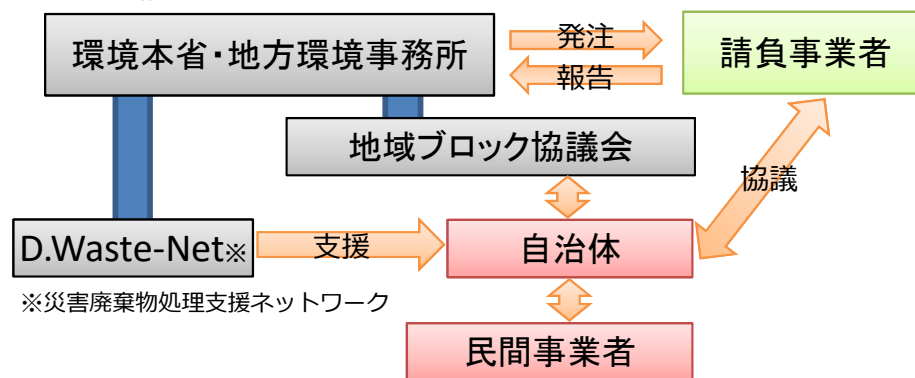 環境本省・地方環境事務所
発注
報告
請負事業者
地域ブロック協議会
協議
D.Waste-Net※
支援
自治体
※災害廃棄物処理支援ネットワーク
民間事業者